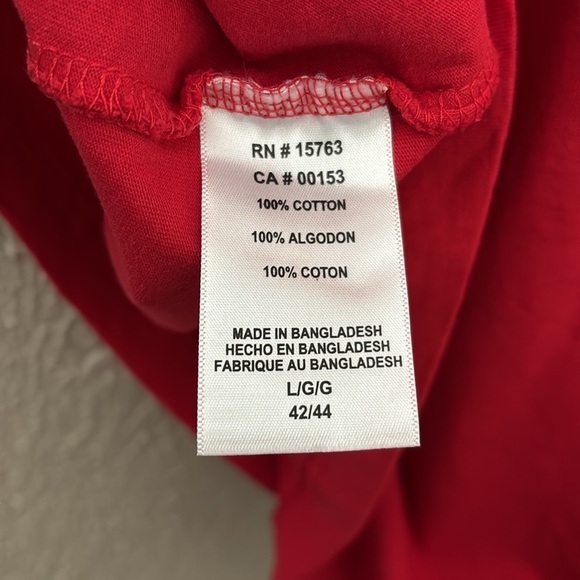 RN # 15763
CA # 00153
100% COTTON
100% ALGODON
100% COTON
MADE IN BANGLADESH
HECHO EN BANGLADESH
FABRIQUE AU BANGLADESH
L/G/G
42/44